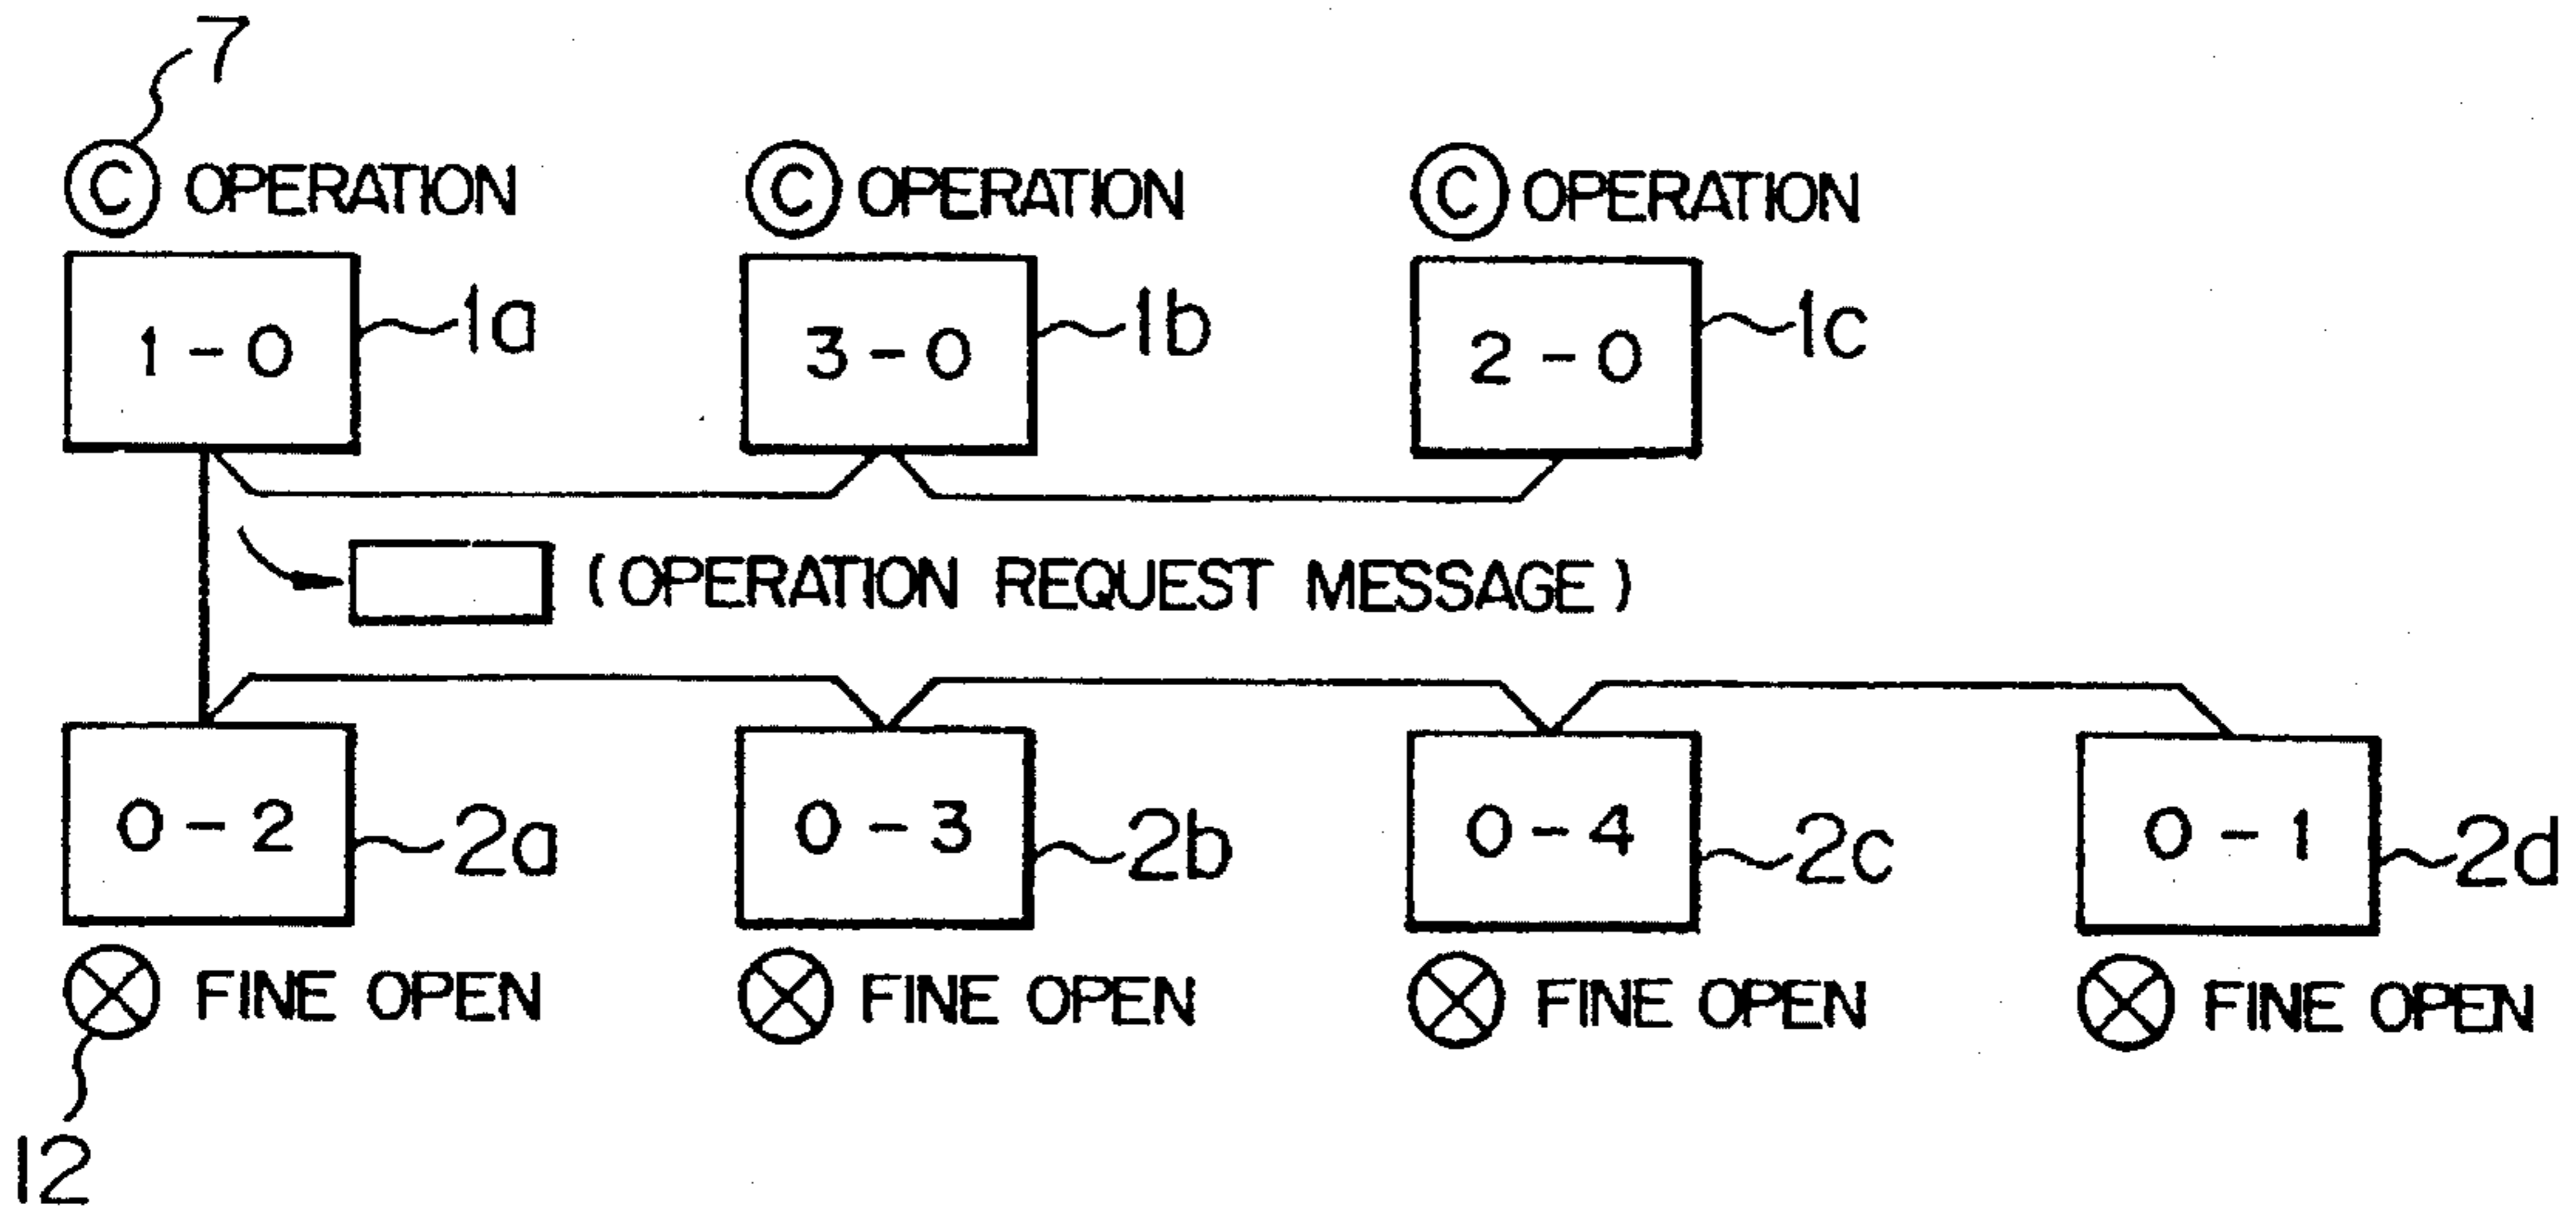 7
Ⓒ OPERATION Ⓒ OPERATION Ⓒ OPERATION
1-0 1a 3-0 1b 2-0 1c
(OPERATION REQUEST MESSAGE)
0-2 2a 0-3 2b 0-4 2c 0-1 2d
FINE OPEN FINE OPEN FINE OPEN FINE OPEN
12